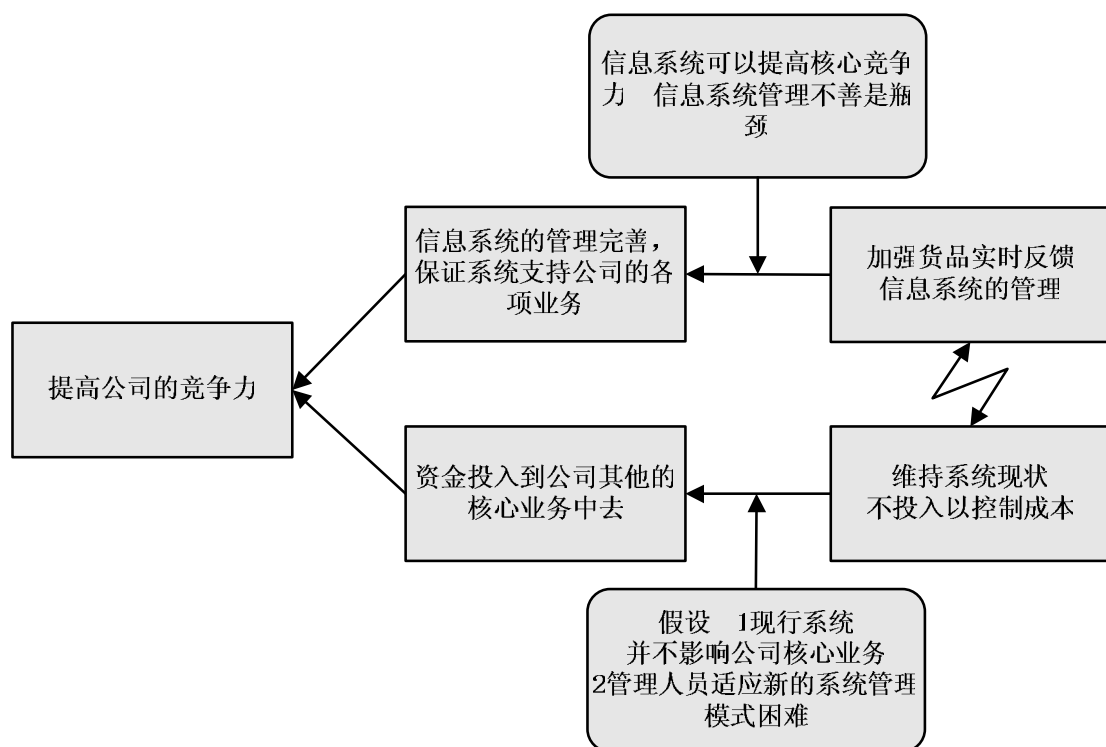 信息系统可以提高核心竞争
力 信息系统管理不善是瓶
颈
信息系统的管理完善，
保证系统支持公司的各
项业务
加强货品实时反馈
信息系统的管理
提高公司的竞争力
资金投入到公司其他的
核心业务中去
维持系统现状
不投入以控制成本
假设 1现行系统
并不影响公司核心业务
2管理人员适应新的系统管理
模式困难